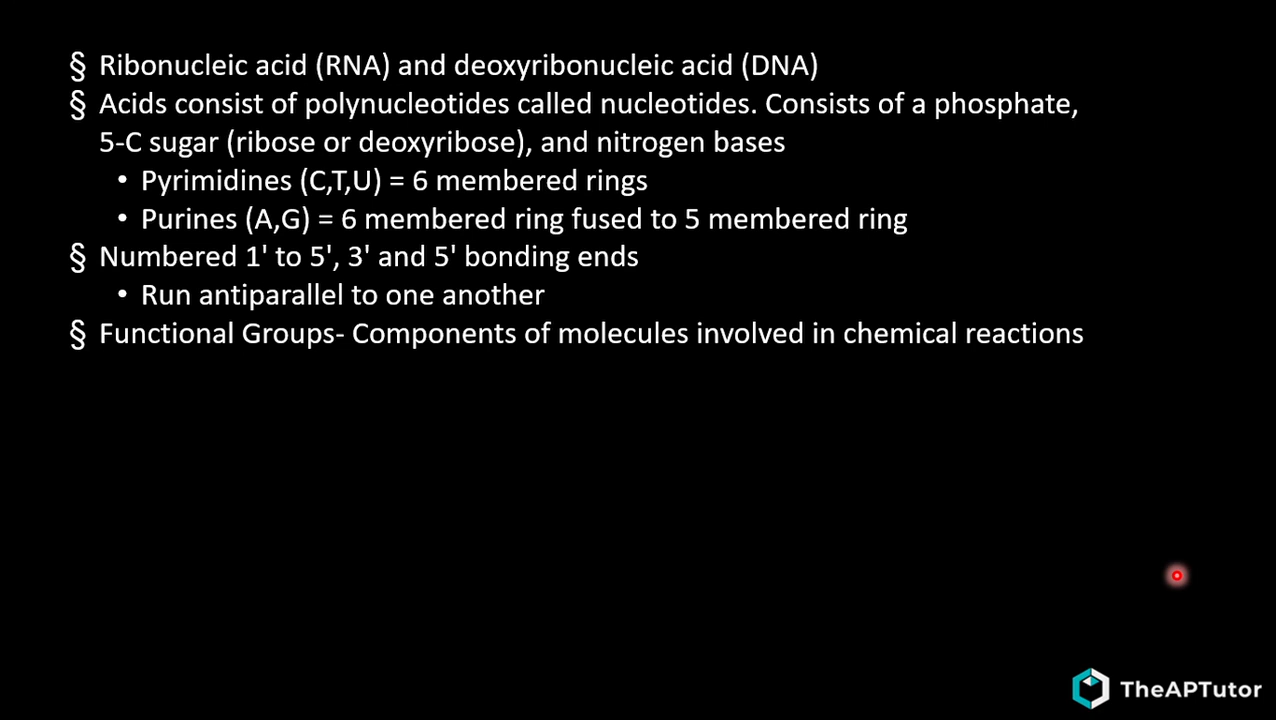 § Ribonucleic acid (RNA) and deoxyribonucleic acid (DNA)
§ Acids consist of polynucleotides called nucleotides. Consists of a phosphate,
5-C sugar (ribose or deoxyribose), and nitrogen bases
• Pyrimidines (C,T,U) = 6 membered rings
• Purines (A,G) = 6 membered ring fused to 5 membered ring
§ Numbered 1' to 5', 3' and 5' bonding ends
• Run antiparallel to one another
§ Functional Groups- Components of molecules involved in chemical reactions
TheAPTutor